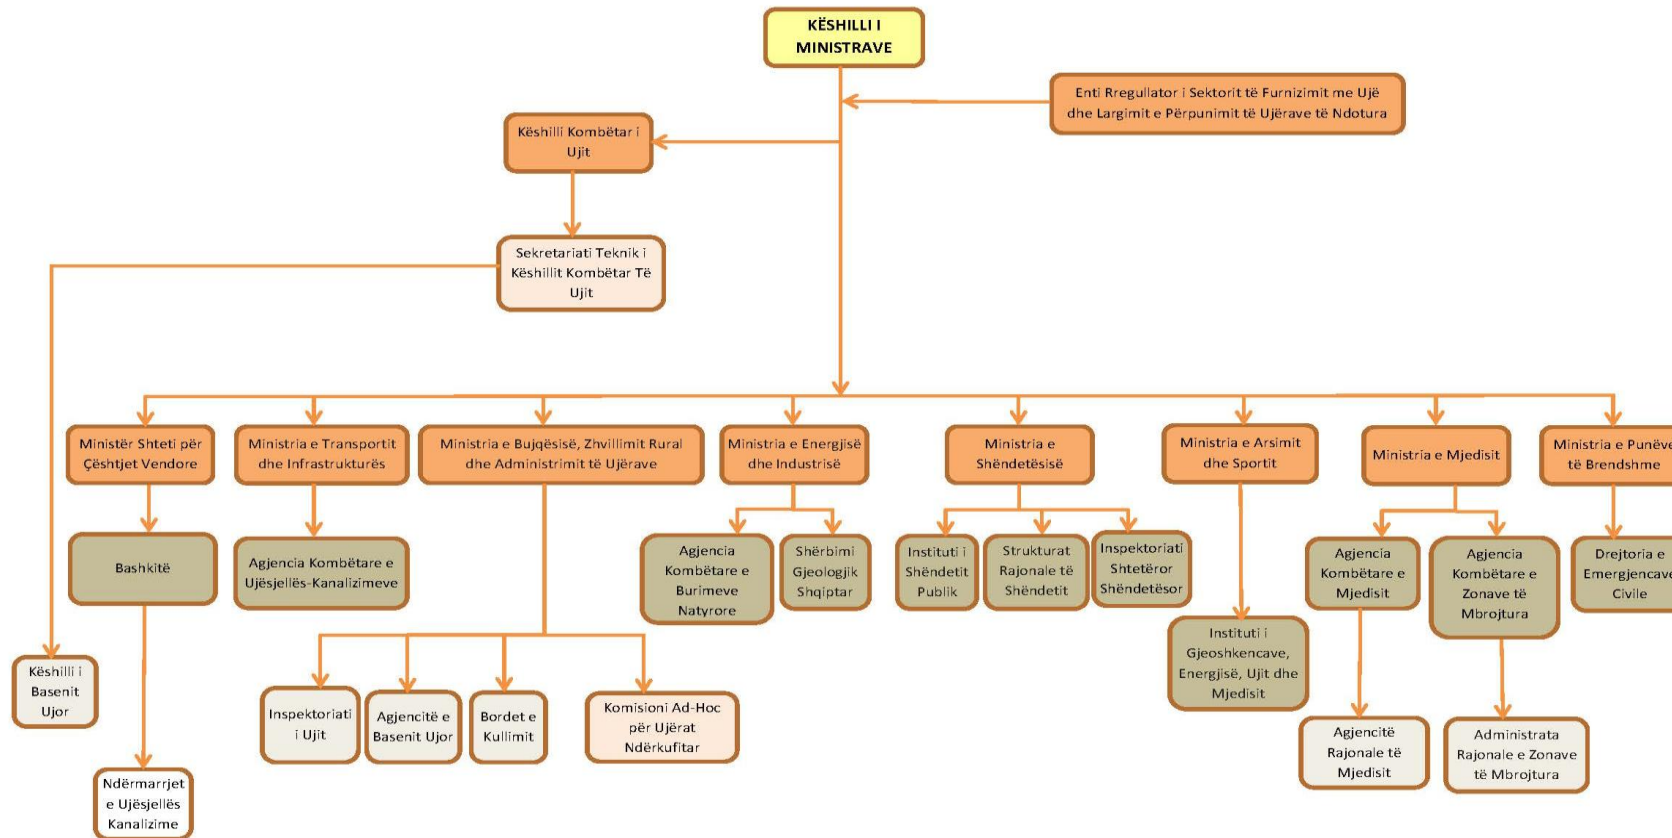 KËSHILLI I
MINISTRAVE
Enti Rregullator i Sektorit të Furnizimit me Ujë
dhe Largimit e Përpunimit të Ujërave të Ndotura
Këshilli Kombëtar i
Ujit
Sekretariati Teknik i
Këshillit Kombëtar Të
Ujit
Ministër Shteti për
Çështjet Vendore
Ministria e Transportit
dhe Infrastrukturës
Ministria e Bujqësisë, Zhvillimit Rural
dhe Administrimit të Ujërave
Ministria e Energjisë
dhe Industrisë
Ministria e
Shëndetësisë
Ministria e Arsimit
dhe Sportit
Ministria e Mjedisit
Ministria e Punëve
të Brendshme
Bashkitë
Agjencia Kombëtare e
Ujësjellës-Kanalizimeve
Agjencia
Kombëtare e
Burimeve
Natyrore
Shërbimi
Gjeologjik
Shqiptar
Instituti i
Shëndetit
Publik
Strukturat
Rajonale të
Shëndetit
Inspektoriati
Shtetëror
Shëndetësor
Instituti i
Gjeoshkencave,
Energjisë, Ujit dhe
Mjedisit
Agjencia
Kombëtare e
Mjedisit
Agjencia
Kombëtare e
Zonave të
Mbrojtura
Drejtoria e
Emergjencave
Civile
Këshilli i
Basenit
Ujor
Inspektoriati
i Ujit
Agjencitë e
Basenit Ujor
Bordet e
Kullimit
Komisioni Ad-Hoc
për Ujërat
Ndërkufitar
Agjencitë
Rajonale të
Mjedisit
Administrata
Rajonale e Zonave
të Mbrojtura
Ndërmarrjet
e Ujësjellës
Kanalizime